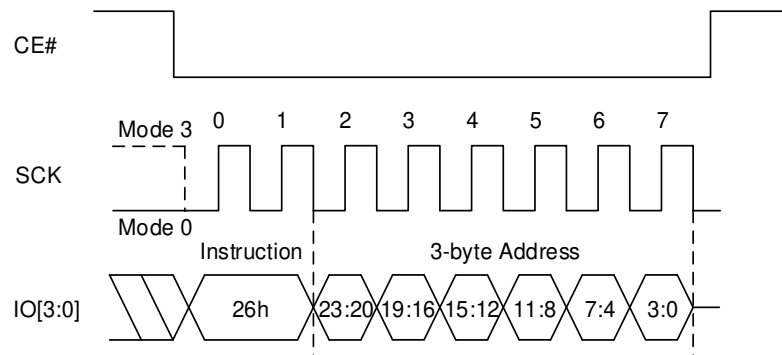 CE#
Mode 3 0 1 2 3 4 5 6 7
SCK
Mode 0
Instruction 3-byte Address
IO[3:0] 26h 23:20 19:16 15:12 11:8 7:4 3:0